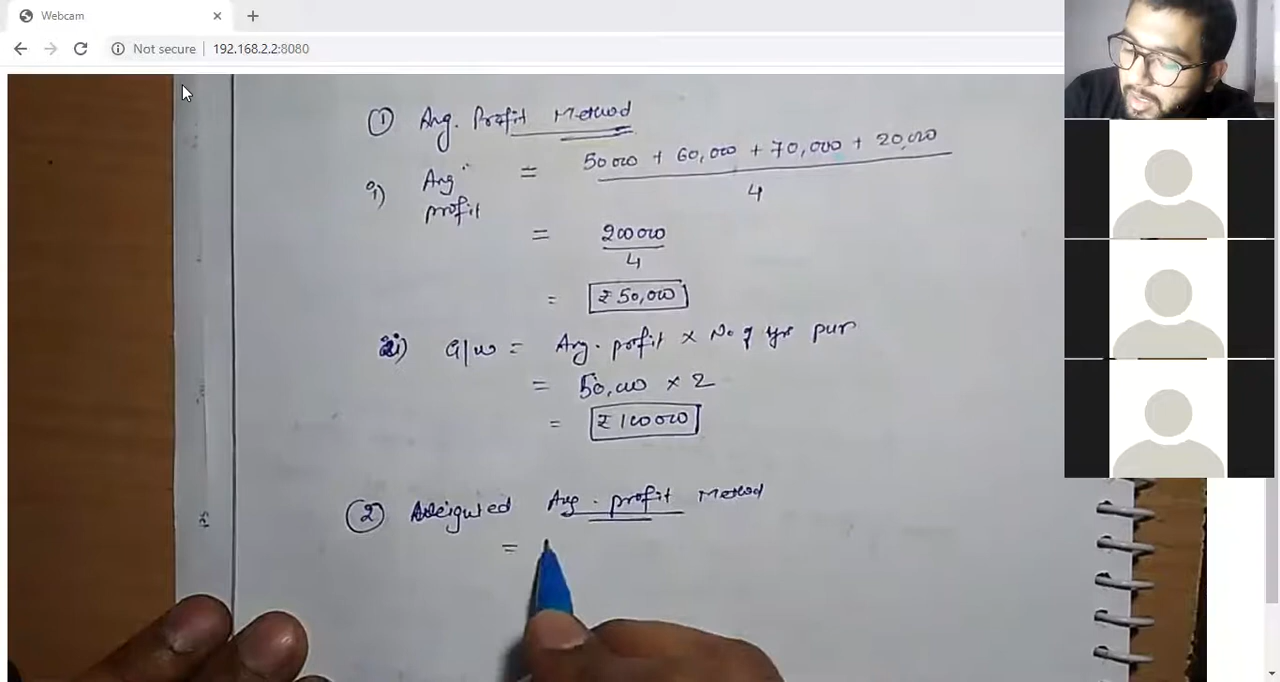 Webcam
Not secure 192.168.2.2:8080
① Avg. Profit Method
i) Avg. profit = 50000 + 60,000 + 70,000 + 20,000
4
= 200000
4
= ₹50,000
ii) G/w = Avg. profit × No of yrs pur
= 50,000 × 2
= ₹100000
② Weighted Avg. profit Method
=